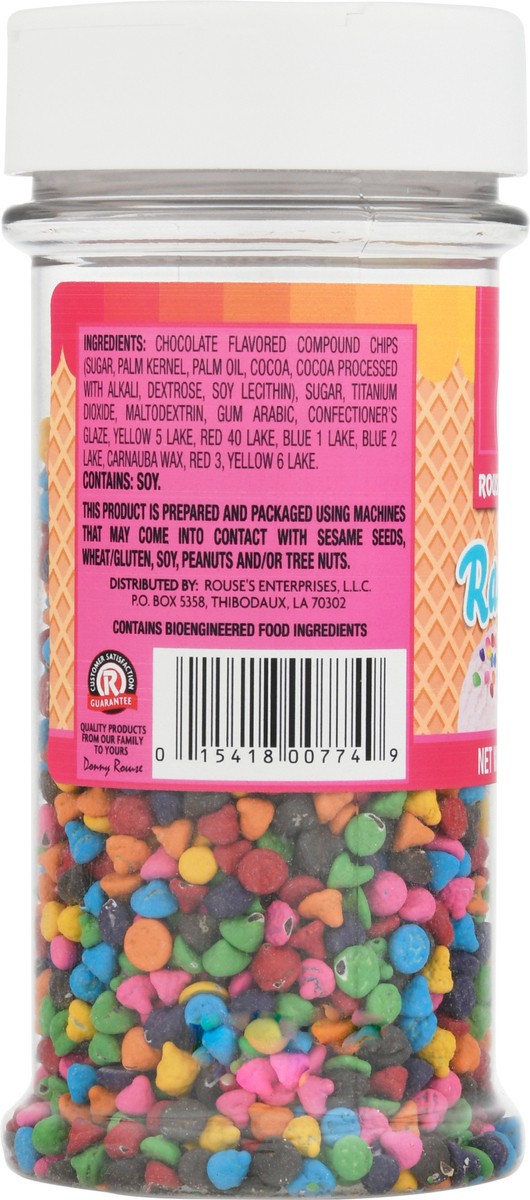 INGREDIENTS: CHOCOLATE FLAVORED COMPOUND CHIPS
(SUGAR, PALM KERNEL, PALM OIL, COCOA, COCOA PROCESSED
WITH ALKALI, DEXTROSE, SOY LECITHIN), SUGAR, TITANIUM
DIOXIDE, MALTODEXTRIN, GUM ARABIC, CONFECTIONER'S
GLAZE, YELLOW 5 LAKE, RED 40 LAKE, BLUE 1 LAKE, BLUE 2
LAKE, CARNAUBA WAX, RED 3, YELLOW 6 LAKE.
CONTAINS: SOY.
THIS PRODUCT IS PREPARED AND PACKAGED USING MACHINES
THAT MAY COME INTO CONTACT WITH SESAME SEEDS,
WHEAT/GLUTEN, SOY, PEANUTS AND/OR TREE NUTS.
DISTRIBUTED BY: ROUSE'S ENTERPRISES, L.L.C.
P.O. BOX 5358, THIBODAUX, LA 70302
CONTAINS BIOENGINEERED FOOD INGREDIENTS
CUSTOMER SATISFACTION
R
GUARANTEE
QUALITY PRODUCTS
FROM OUR FAMILY
TO YOURS
Donny Rouse
0 15418 00774 9
ROUS
Ra
NET